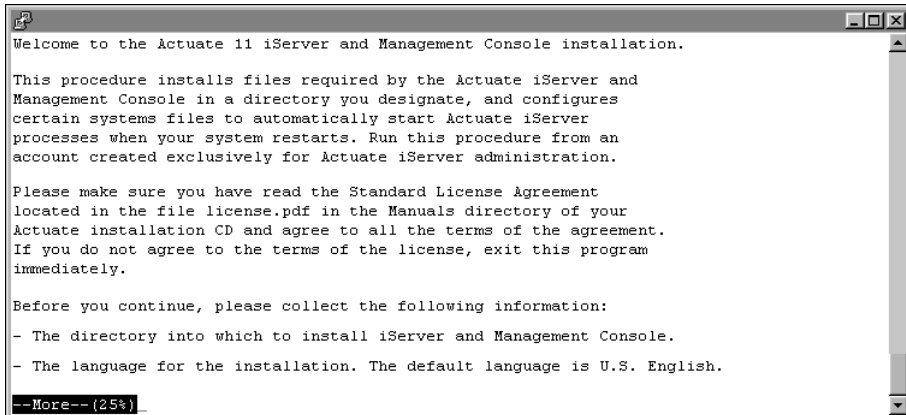 Welcome to the Actuate 11 iServer and Management Console installation.
This procedure installs files required by the Actuate iServer and
Management Console in a directory you designate, and configures
certain systems files to automatically start Actuate iServer
processes when your system restarts. Run this procedure from an
account created exclusively for Actuate iServer administration.
Please make sure you have read the Standard License Agreement
located in the file license.pdf in the Manuals directory of your
Actuate installation CD and agree to all the terms of the agreement.
If you do not agree to the terms of the license, exit this program
immediately.
Before you continue, please collect the following information:
- The directory into which to install iServer and Management Console.
- The language for the installation. The default language is U.S. English.
--More--(25%)_